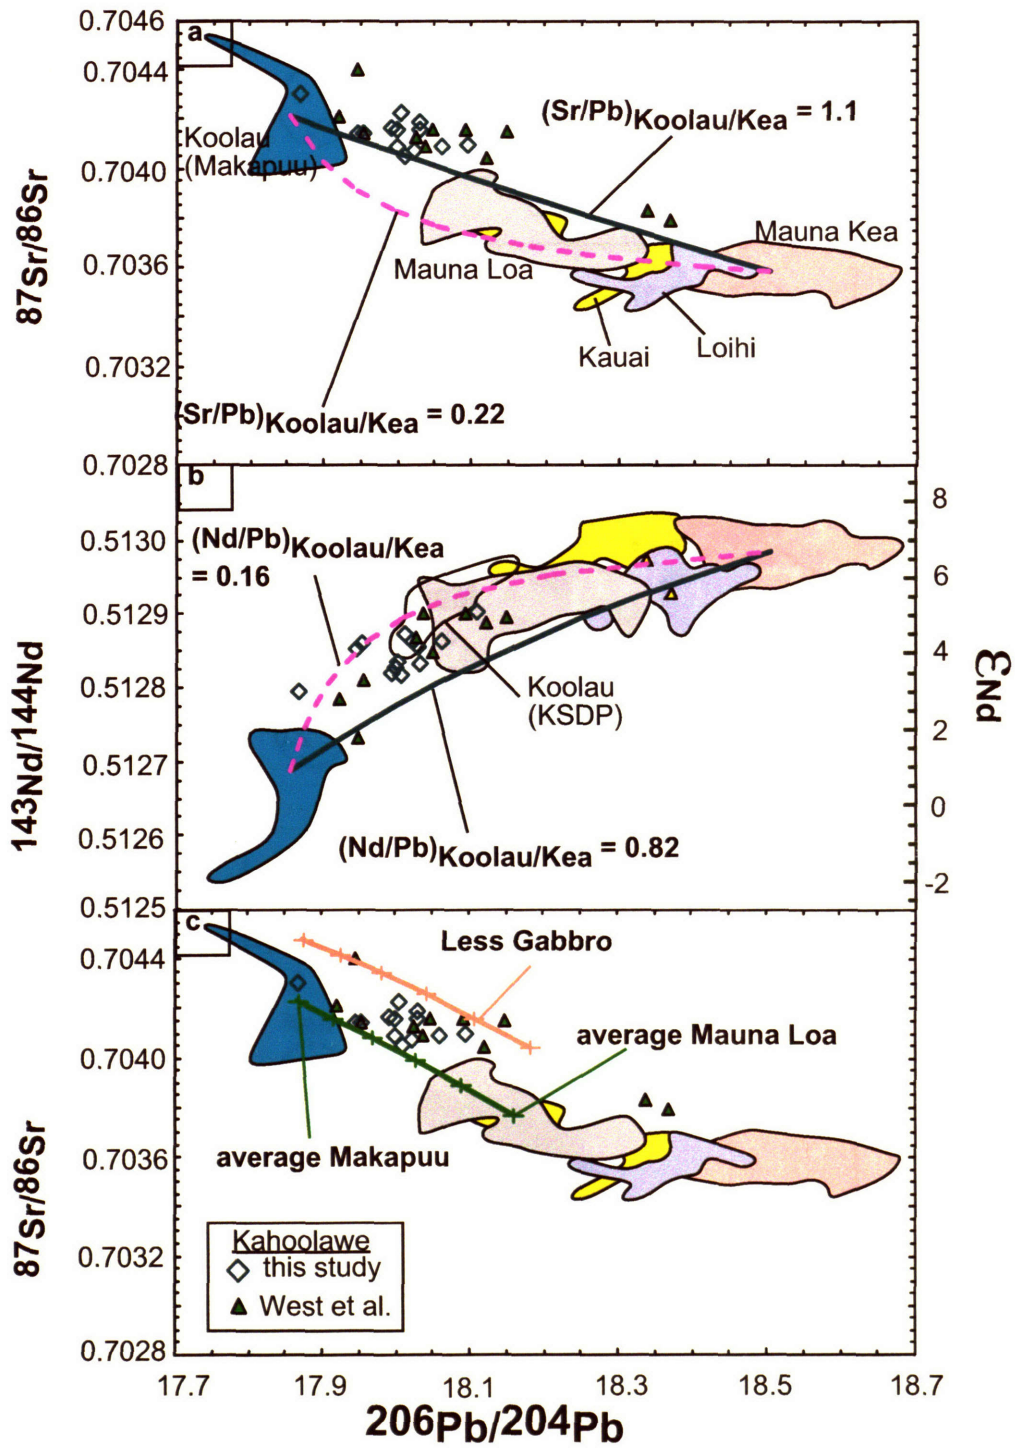 0.7046
a
0.7044
(Sr/Pb)Koolau/Kea = 1.1
Koolau
(Makapuu)
0.7040
87Sr/86Sr
Mauna Kea
0.7036
Mauna Loa
Kauai
Loihi
0.7032
(Sr/Pb)Koolau/Kea = 0.22
0.7028
b
8
0.5130
(Nd/Pb)Koolau/Kea
= 0.16
6
0.5129
4
143Nd/144Nd
εNd
0.5128
Koolau
(KSDP)
2
0.5127
0
0.5126
(Nd/Pb)Koolau/Kea = 0.82
-2
0.5125
c
Less Gabbro
0.7044
average Mauna Loa
0.7040
87Sr/86Sr
0.7036
average Makapuu
Kahoolawe
0.7032
this study
West et al.
0.7028
17.7 17.9 18.1 18.3 18.5 18.7
206Pb/204Pb